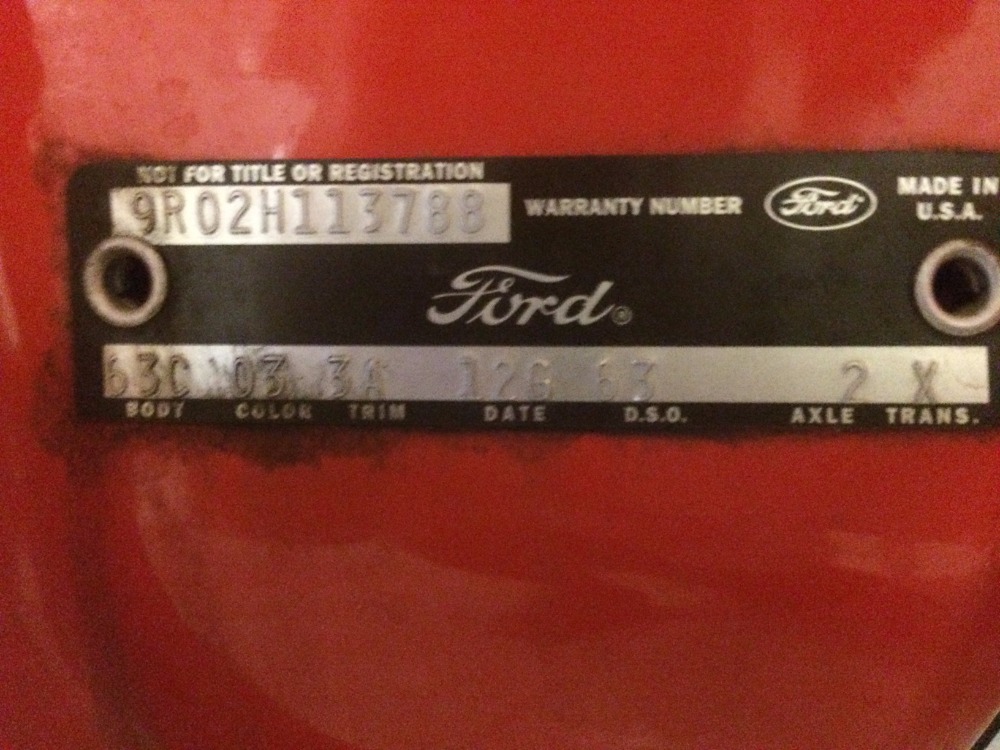 NOT FOR TITLE OR REGISTRATION
9R02H113788
WARRANTY NUMBER
Ford
MADE IN
U.S.A.
Ford®
63C 03 3A 12G 63 2 X
BODY COLOR TRIM DATE D.S.O. AXLE TRANS.